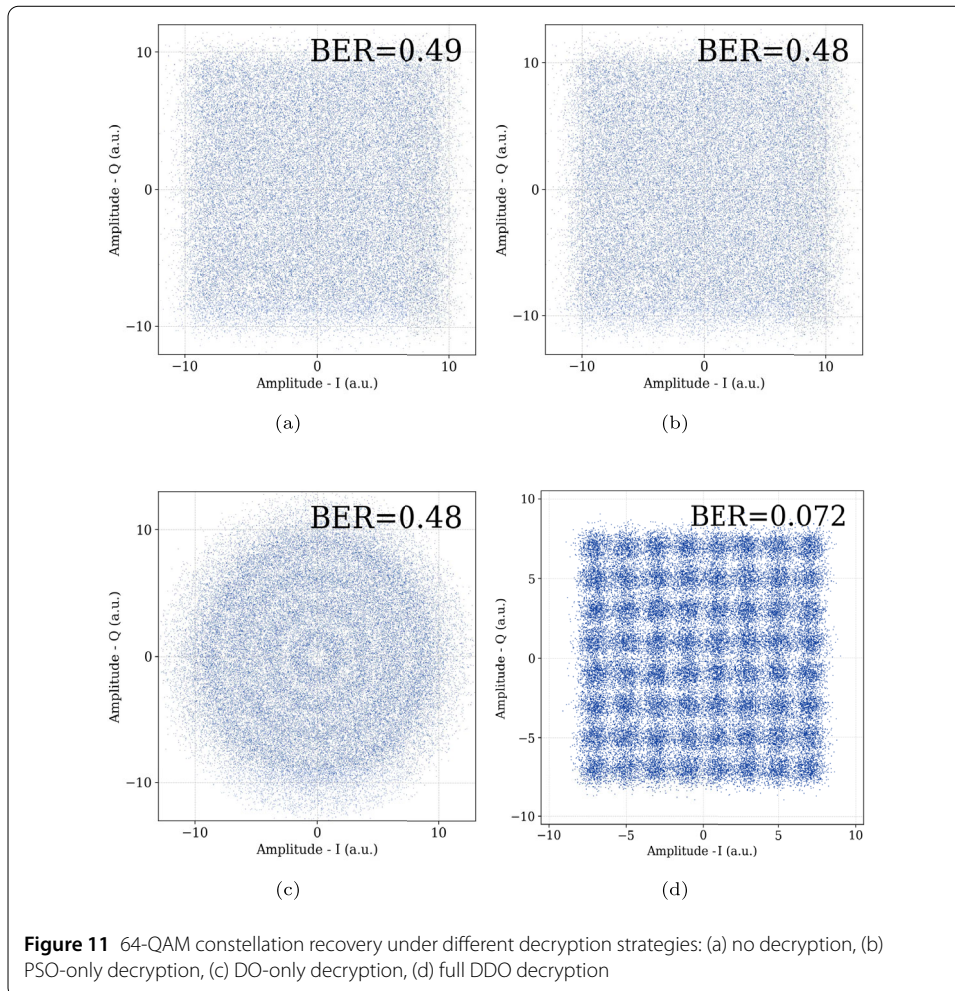 BER=0.49
10
0
−10
Amplitude - Q (a.u.)
−10 0 10
Amplitude - I (a.u.)
(a)
BER=0.48
10
0
−10
Amplitude - Q (a.u.)
−10 0 10
Amplitude - I (a.u.)
(b)
BER=0.48
10
0
−10
Amplitude - Q (a.u.)
−10 0 10
Amplitude - I (a.u.)
(c)
BER=0.072
10
5
0
−5
−10
Amplitude - Q (a.u.)
−10 −5 0 5 10
Amplitude -I (a.u.)
(d)
Figure 11 64-QAM constellation recovery under different decryption strategies: (a) no decryption, (b)
PSO-only decryption, (c) DO-only decryption, (d) full DDO decryption